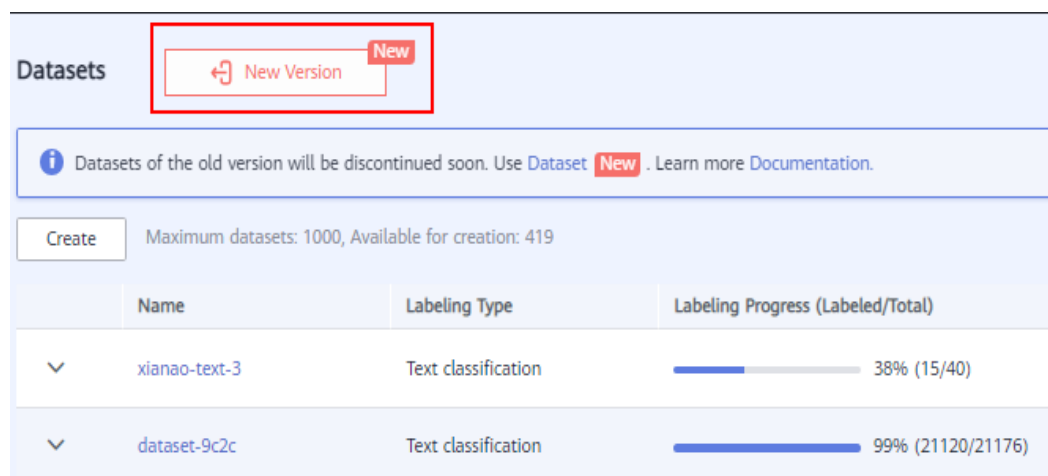 Datasets New Version New
Datasets of the old version will be discontinued soon. Use Dataset New . Learn more Documentation.
Create Maximum datasets: 1000, Available for creation: 419
Name Labeling Type Labeling Progress (Labeled/Total)
xianao-text-3 Text classification 38% (15/40)
dataset-9c2c Text classification 99% (21120/21176)